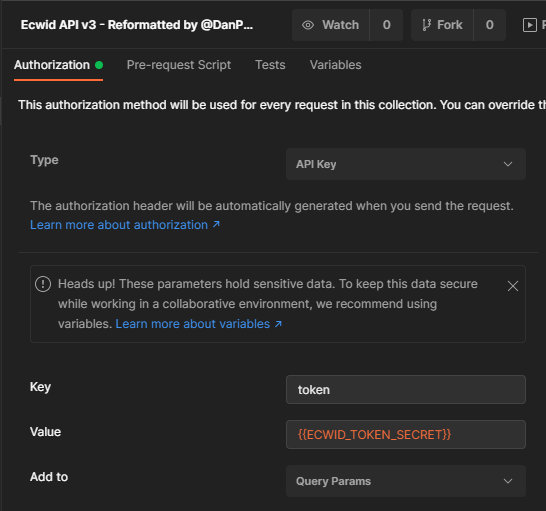 Ecwid API v3 - Reformatted by @DanP... Watch 0 Fork 0
Authorization Pre-request Script Tests Variables
This authorization method will be used for every request in this collection. You can override
Type API Key
The authorization header will be automatically generated when you send the request.
Learn more about authorization ↗
Heads up! These parameters hold sensitive data. To keep this data secure
while working in a collaborative environment, we recommend using
variables. Learn more about variables ↗
Key token
Value {{ECWID_TOKEN_SECRET}}
Add to Query Params